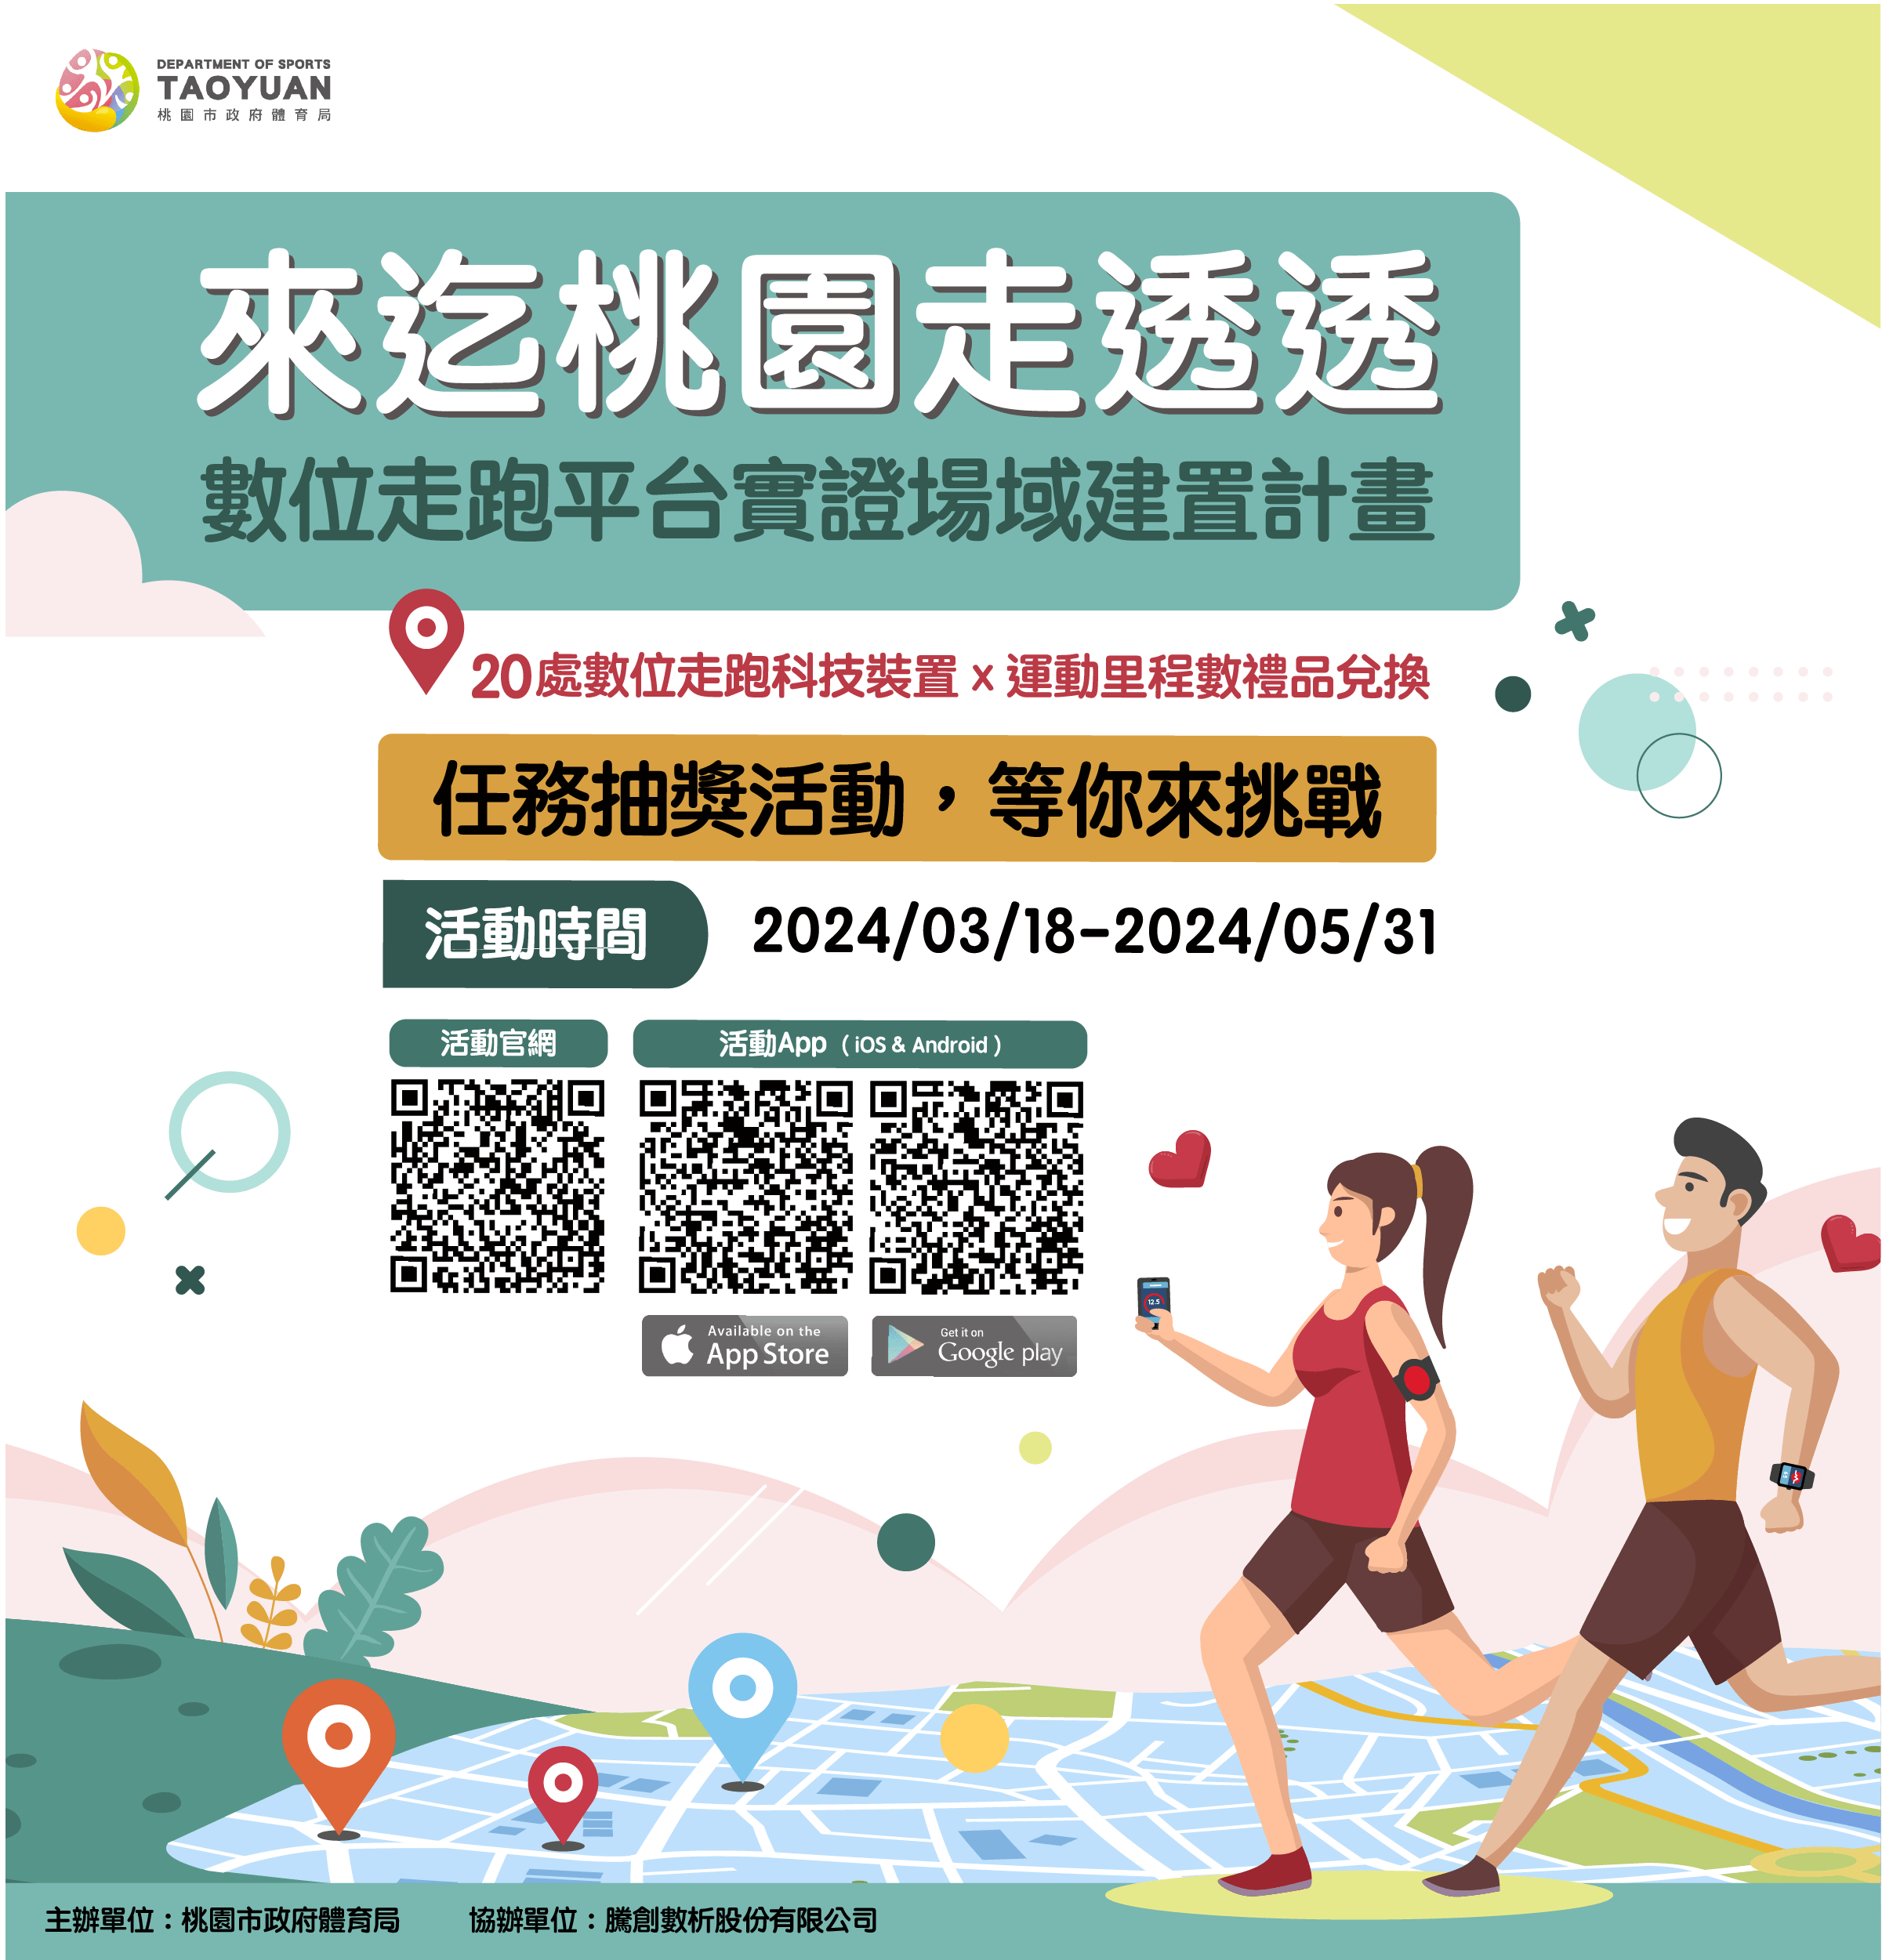 DEPARTMENT OF SPORTS
TAOYUAN
桃園市政府體育局
來迄桃園走透透
數位走跑平台實證場域建置計畫
20處數位走跑科技裝置 x 運動里程數禮品兌換
任務抽獎活動,等你來挑戰
活動時間 2024/03/18-2024/05/31
活動官網
活動App ( iOS & Android )
Available on the
App Store
Get it on
Google play
12.5
主辦單位:桃園市政府體育局 協辦單位:騰創數析股份有限公司